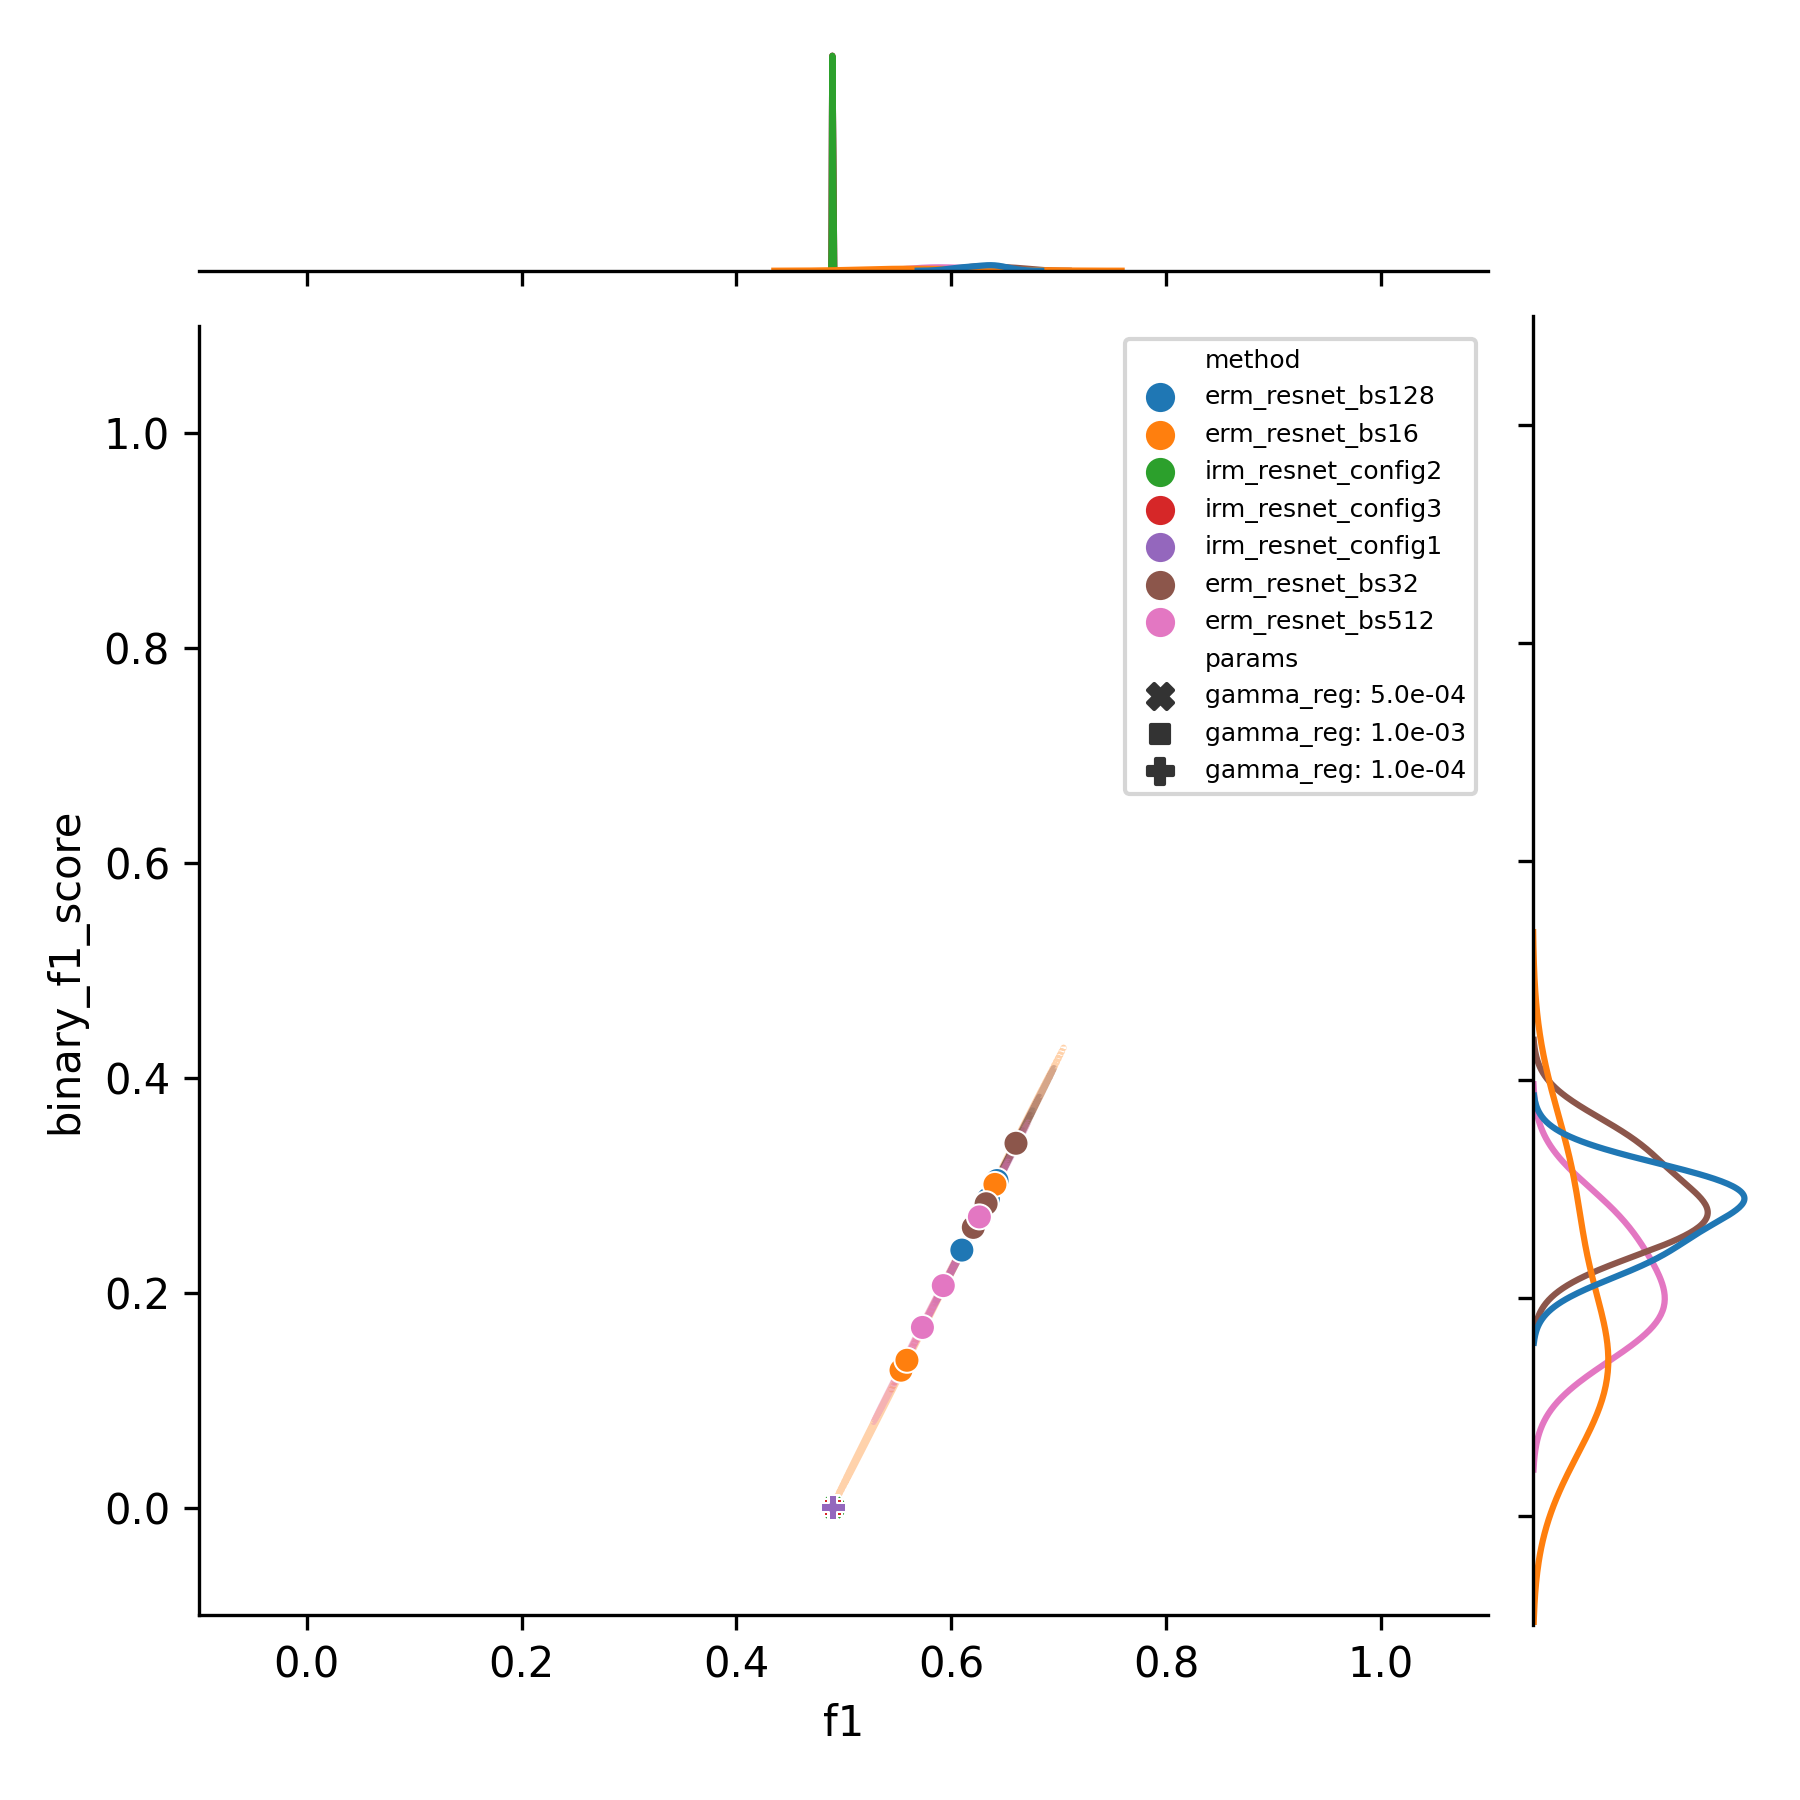 method
erm_resnet_bs128
erm_resnet_bs16
irm_resnet_config2
irm_resnet_config3
irm_resnet_config1
erm_resnet_bs32
erm_resnet_bs512
params
gamma_reg: 5.0e-04
gamma_reg: 1.0e-03
gamma_reg: 1.0e-04
1.0
0.8
0.6
0.4
0.2
0.0
binary_f1_score
0.0 0.2 0.4 0.6 0.8 1.0
f1